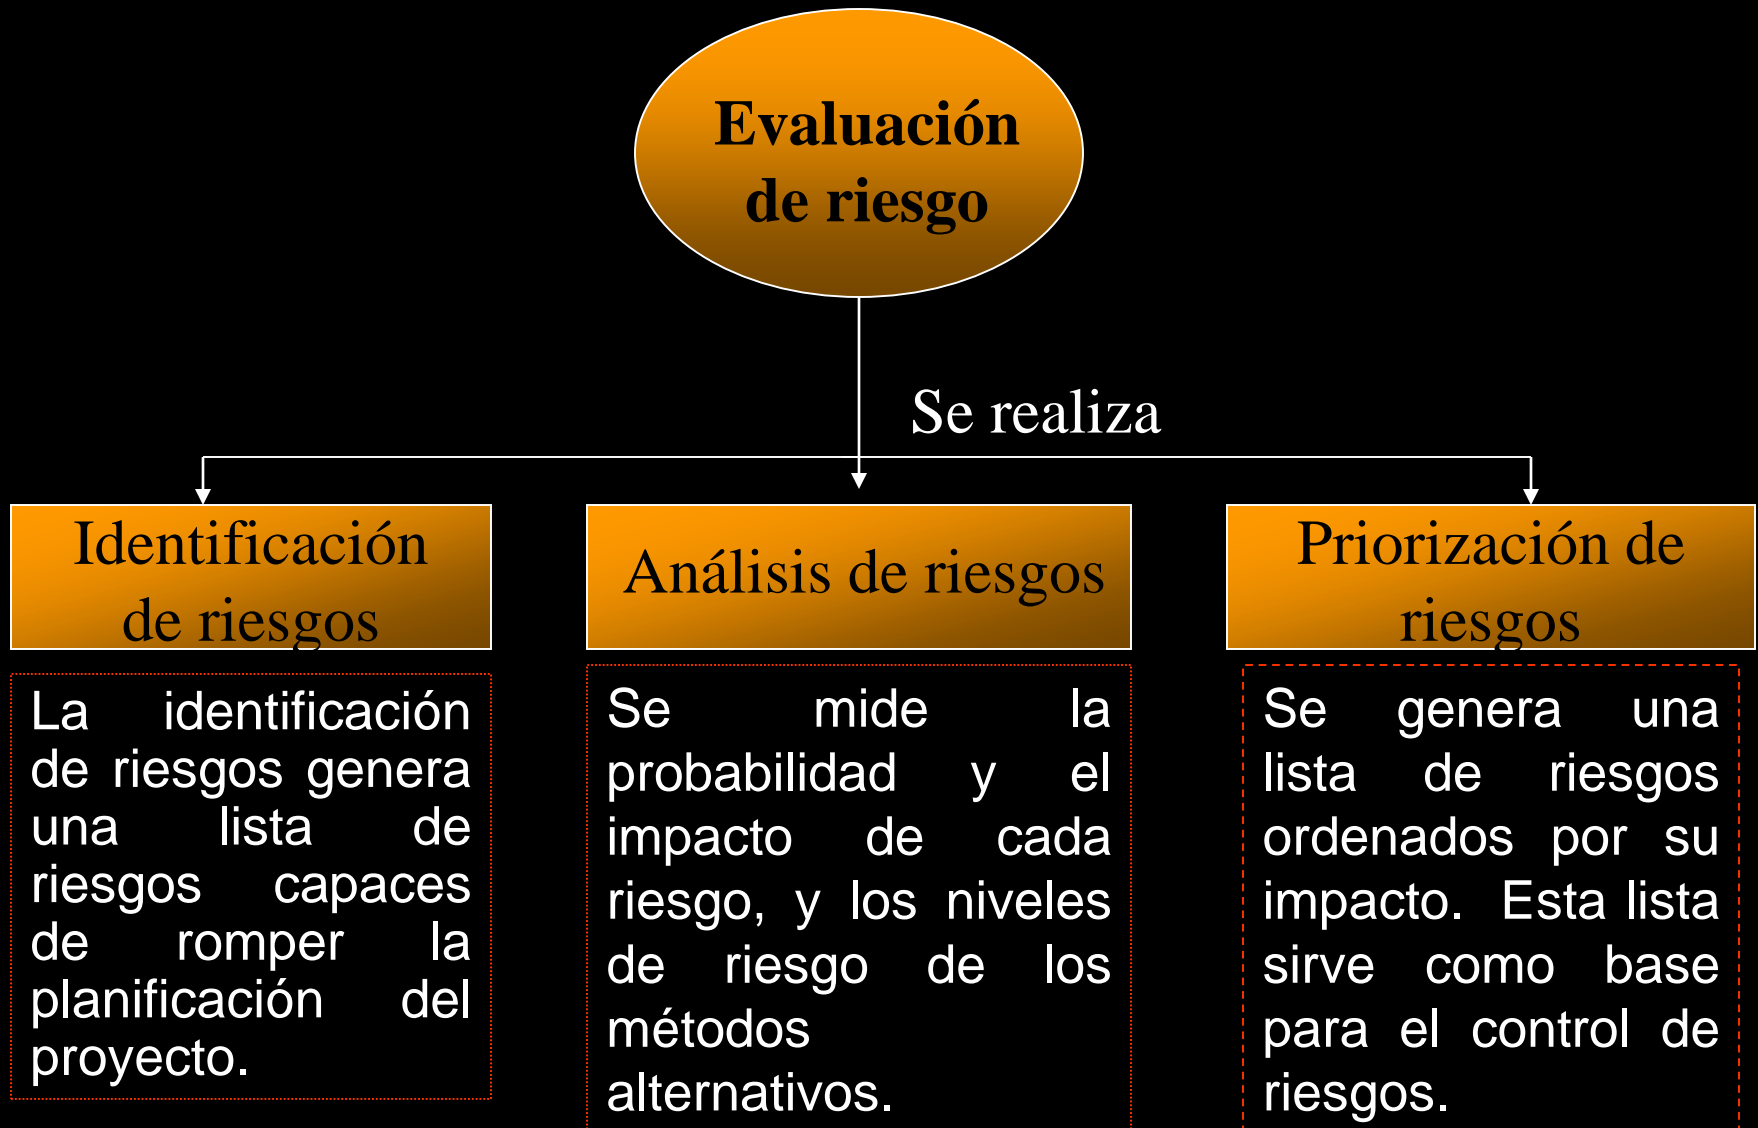 Evaluación
de riesgo
Se realiza
Identificación
de riesgos
La identificación
de riesgos genera
una lista de
riesgos capaces
de romper la
planificación del
proyecto.
Análisis de riesgos
Se mide la
probabilidad y el
impacto de cada
riesgo, y los niveles
de riesgo de los
métodos
alternativos.
Priorización de
riesgos
Se genera una
lista de riesgos
ordenados por su
impacto. Esta lista
sirve como base
para el control de
riesgos.